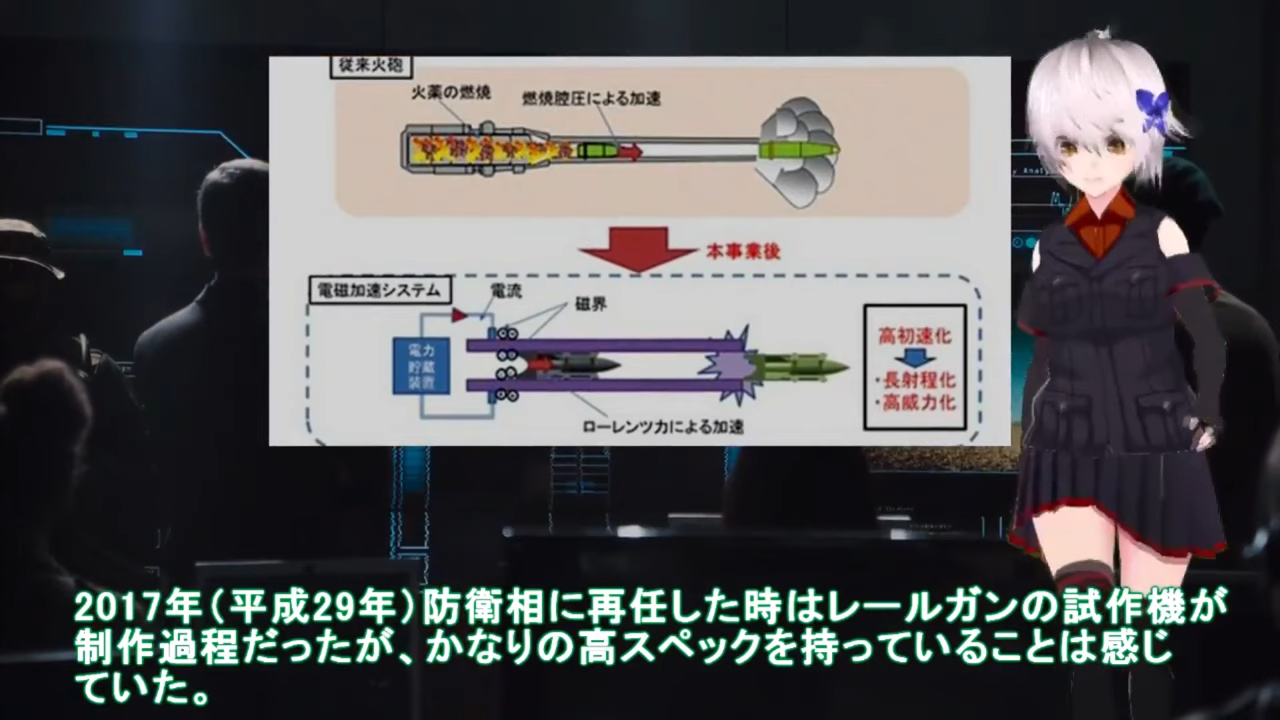 従来火砲
火薬の燃焼
燃焼膣圧による加速
本事業後
電磁加速システム
電流
磁界
電力
貯蔵
装置
高初速化
・長射程化
・高威力化
ローレンツ力による加速
2017年(平成29年)防衛相に再任した時はレールガンの試作機が
制作過程だったが、かなりの高スペックを持っていることは感じ
ていた。